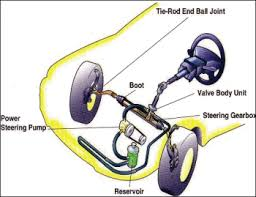 Tie-Rod End Ball Joint
Boot
Valve Body Unit
Power
Steering Pump
Steering Gearbox
Reservoir